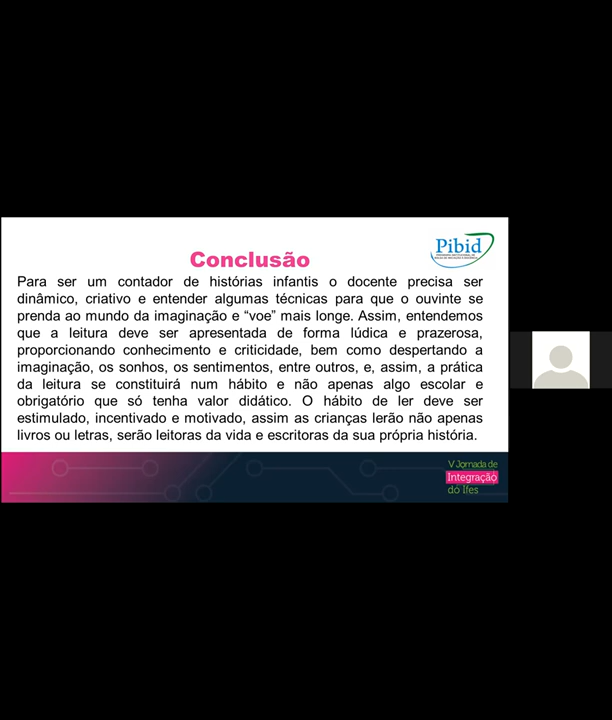 Pibid
Conclusão
Para ser um contador de histórias infantis o docente precisa ser
dinâmico, criativo e entender algumas técnicas para que o ouvinte se
prenda ao mundo da imaginação e “voe” mais longe. Assim, entendemos
que a leitura deve ser apresentada de forma lúdica e prazerosa,
proporcionando conhecimento e criticidade, bem como despertando a
imaginação, os sonhos, os sentimentos, entre outros, e, assim, a prática
da leitura se constituirá num hábito e não apenas algo escolar e
obrigatório que só tenha valor didático. O hábito de ler deve ser
estimulado, incentivado e motivado, assim as crianças lerão não apenas
livros ou letras, serão leitoras da vida e escritoras da sua própria história.
V Jornada de
Integração
do Ifes